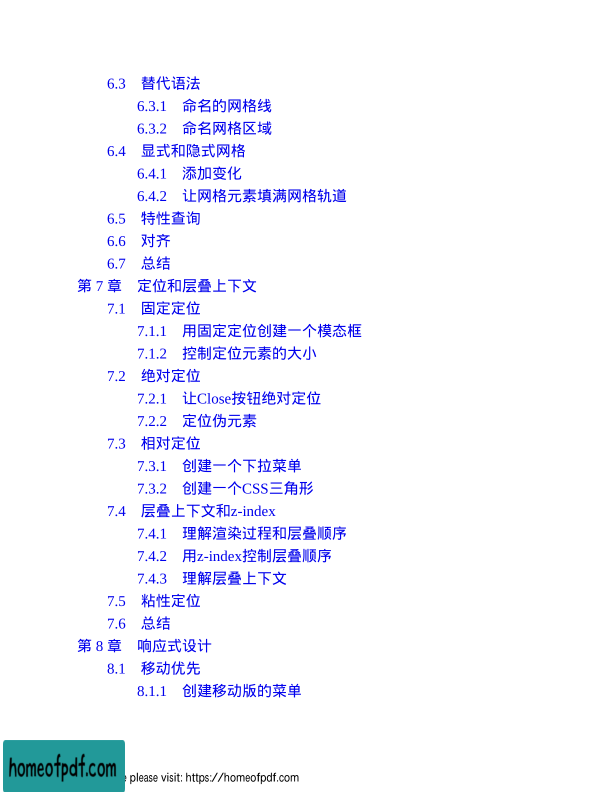 6.3 替代语法
6.3.1 命名的网格线
6.3.2 命名网格区域
6.4 显式和隐式网格
6.4.1 添加变化
6.4.2 让网格元素填满网格轨道
6.5 特性查询
6.6 对齐
6.7 总结
第 7 章 定位和层叠上下文
7.1 固定定位
7.1.1 用固定定位创建一个模态框
7.1.2 控制定位元素的大小
7.2 绝对定位
7.2.1 让Close按钮绝对定位
7.2.2 定位伪元素
7.3 相对定位
7.3.1 创建一个下拉菜单
7.3.2 创建一个CSS三角形
7.4 层叠上下文和z-index
7.4.1 理解渲染过程和层叠顺序
7.4.2 用z-index控制层叠顺序
7.4.3 理解层叠上下文
7.5 粘性定位
7.6 总结
第 8 章 响应式设计
8.1 移动优先
8.1.1 创建移动版的菜单
homeofpdf.com
please visit: https://homeofpdf.com